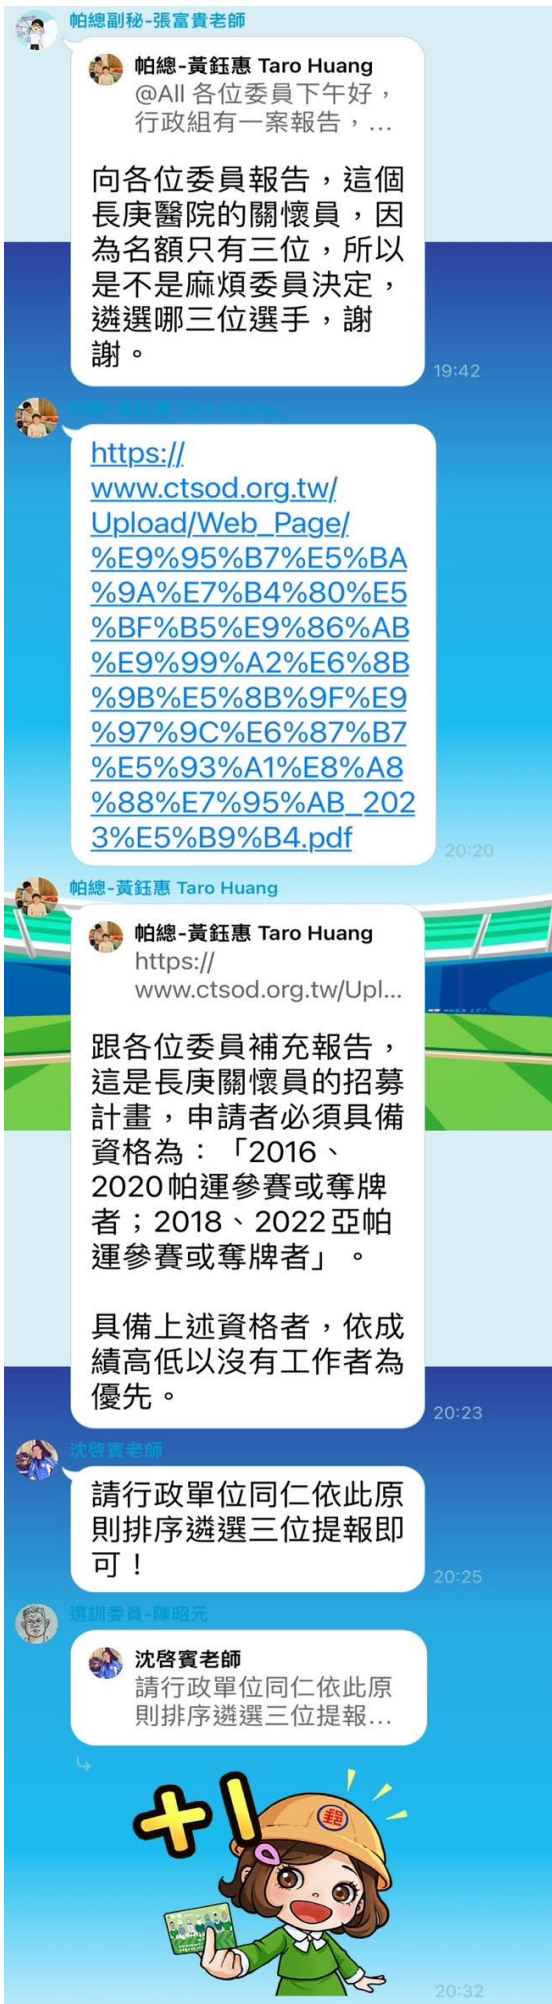 帕總副秘-張富貴老師
帕總-黃鈺惠 Taro Huang
@All 各位委員下午好，
行政組有一案報告，...
向各位委員報告，這個
長庚醫院的關懷員，因
為名額只有三位，所以
是不是麻煩委員決定，
遴選哪三位選手，謝
謝。
19:42
帕總-黃鈺惠 Taro Huang
https://
www.ctsod.org.tw/
Upload/Web_Page/
%E9%95%B7%E5%BA
%9A%E7%B4%80%E5
%BF%B5%E9%86%AB
%E9%99%A2%E6%8B
%9B%E5%8B%9F%E9
%97%9C%E6%87%B7
%E5%93%A1%E8%A8
%88%E7%95%AB_202
3%E5%B9%B4.pdf
20:20
帕總-黃鈺惠 Taro Huang
帕總-黃鈺惠 Taro Huang
https://
www.ctsod.org.tw/Upl...
跟各位委員補充報告，
這是長庚關懷員的招募
計畫，申請者必須具備
資格為：「2016、
2020帕運參賽或奪牌
者；2018、2022亞帕
運參賽或奪牌者」。
具備上述資格者，依成
績高低以沒有工作者為
優先。
20:23
沈啓賓老師
請行政單位同仁依此原
則排序遴選三位提報即
可！
20:25
選訓委員-陳昭元
沈啓賓老師
請行政單位同仁依此原
則排序遴選三位提報...
+1
郵
20:32